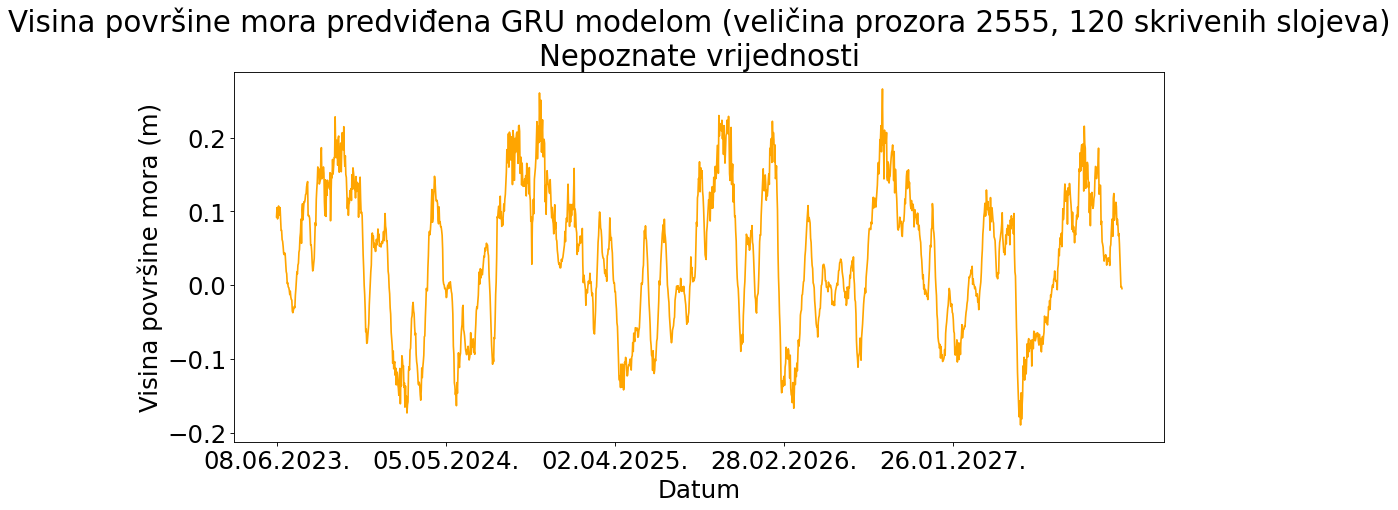 Visina površine mora predviđena GRU modelom (veličina prozora 2555, 120 skrivenih slojeva)
Nepoznate vrijednosti
Visina površine mora (m)
0.2
0.1
0.0
−0.1
−0.2
08.06.2023. 05.05.2024. 02.04.2025. 28.02.2026. 26.01.2027.
Datum